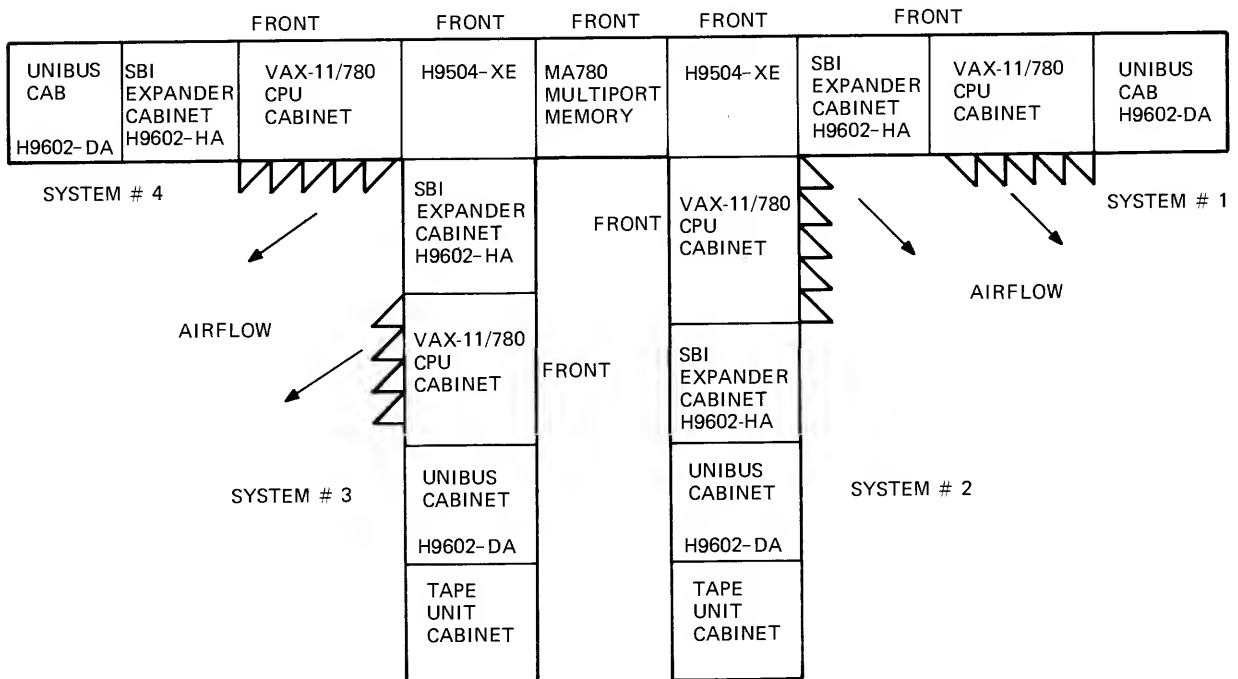 FRONT
FRONT
FRONT
FRONT
FRONT
UNIBUS
CAB
H9602-DA
SBI
EXPANDER
CABINET
H9602-HA
VAX-11/780
CPU
CABINET
H9504-XE
MA780
MULTIPORT
MEMORY
H9504-XE
SBI
EXPANDER
CABINET
H9602-HA
VAX-11/780
CPU
CABINET
UNIBUS
CAB
H9602-DA
SYSTEM # 4
SBI
EXPANDER
CABINET
H9602-HA
FRONT
VAX-11/780
CPU
CABINET
SYSTEM # 1
AIRFLOW
AIRFLOW
VAX-11/780
CPU
CABINET
FRONT
SBI
EXPANDER
CABINET
H9602-HA
SYSTEM # 3
UNIBUS
CABINET
H9602-DA
UNIBUS
CABINET
H9602-DA
SYSTEM # 2
TAPE
UNIT
CABINET
TAPE
UNIT
CABINET